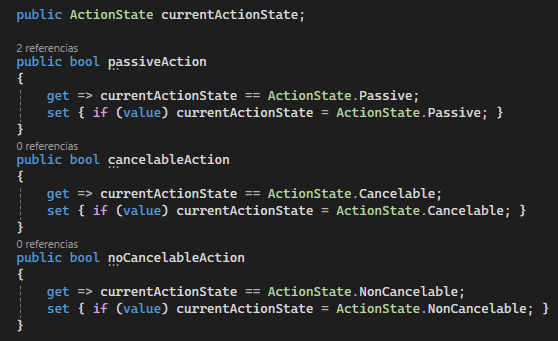 public ActionState currentActionState;
2 referencias
public bool passiveAction
{
get => currentActionState == ActionState.Passive;
set { if (value) currentActionState = ActionState.Passive; }
}
0 referencias
public bool cancelableAction
{
get => currentActionState == ActionState.Cancelable;
set { if (value) currentActionState = ActionState.Cancelable; }
}
0 referencias
public bool noCancelableAction
{
get => currentActionState == ActionState.NonCancelable;
set { if (value) currentActionState = ActionState.NonCancelable; }
}